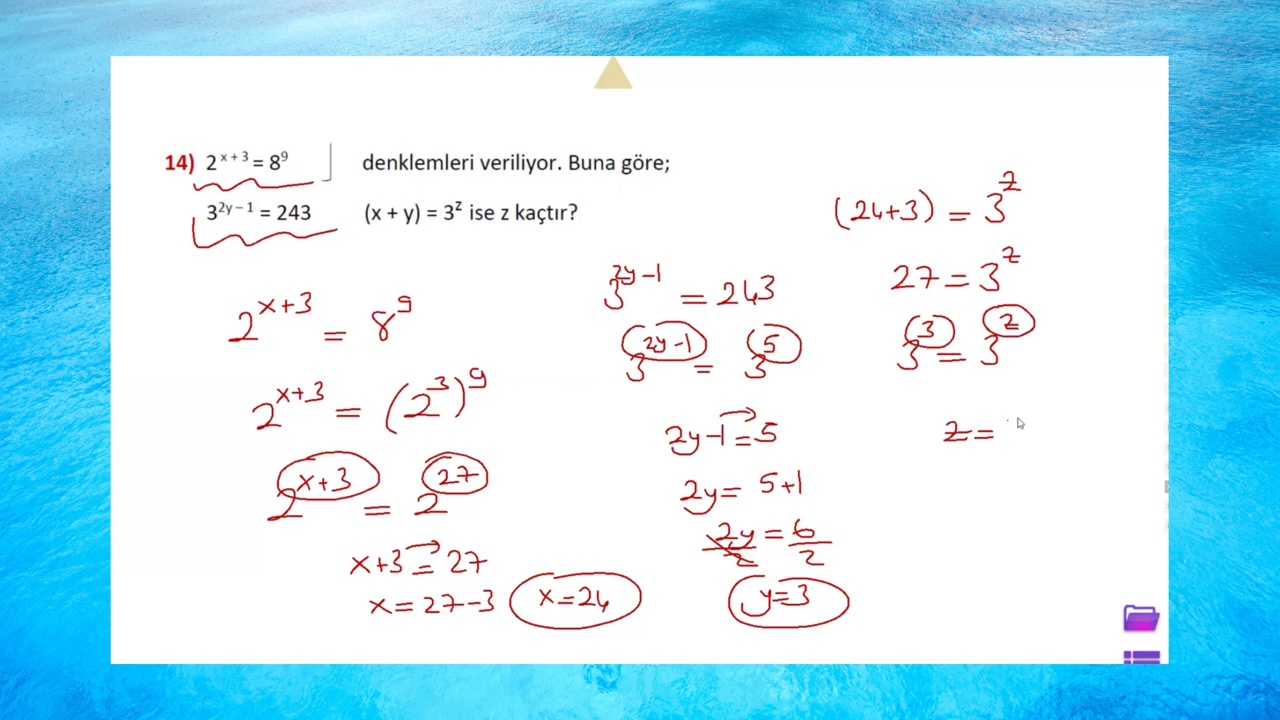 14) 2^{x+3} = 8^9 denklemleri veriliyor. Buna göre;
3^{2y-1} = 243 (x + y) = 3^z ise z kaçtır?
2^{x+3} = 8^9
2^{x+3} = (2^3)^9
2^{x+3} = 2^{27}
x+3 = 27
x = 27-3 x=24
3^{2y-1} = 243
3^{2y-1} = 3^5
2y-1 = 5
2y = 5+1
2y/2 = 6/2
y=3
(24+3) = 3^z
27 = 3^z
3^3 = 3^z
z =